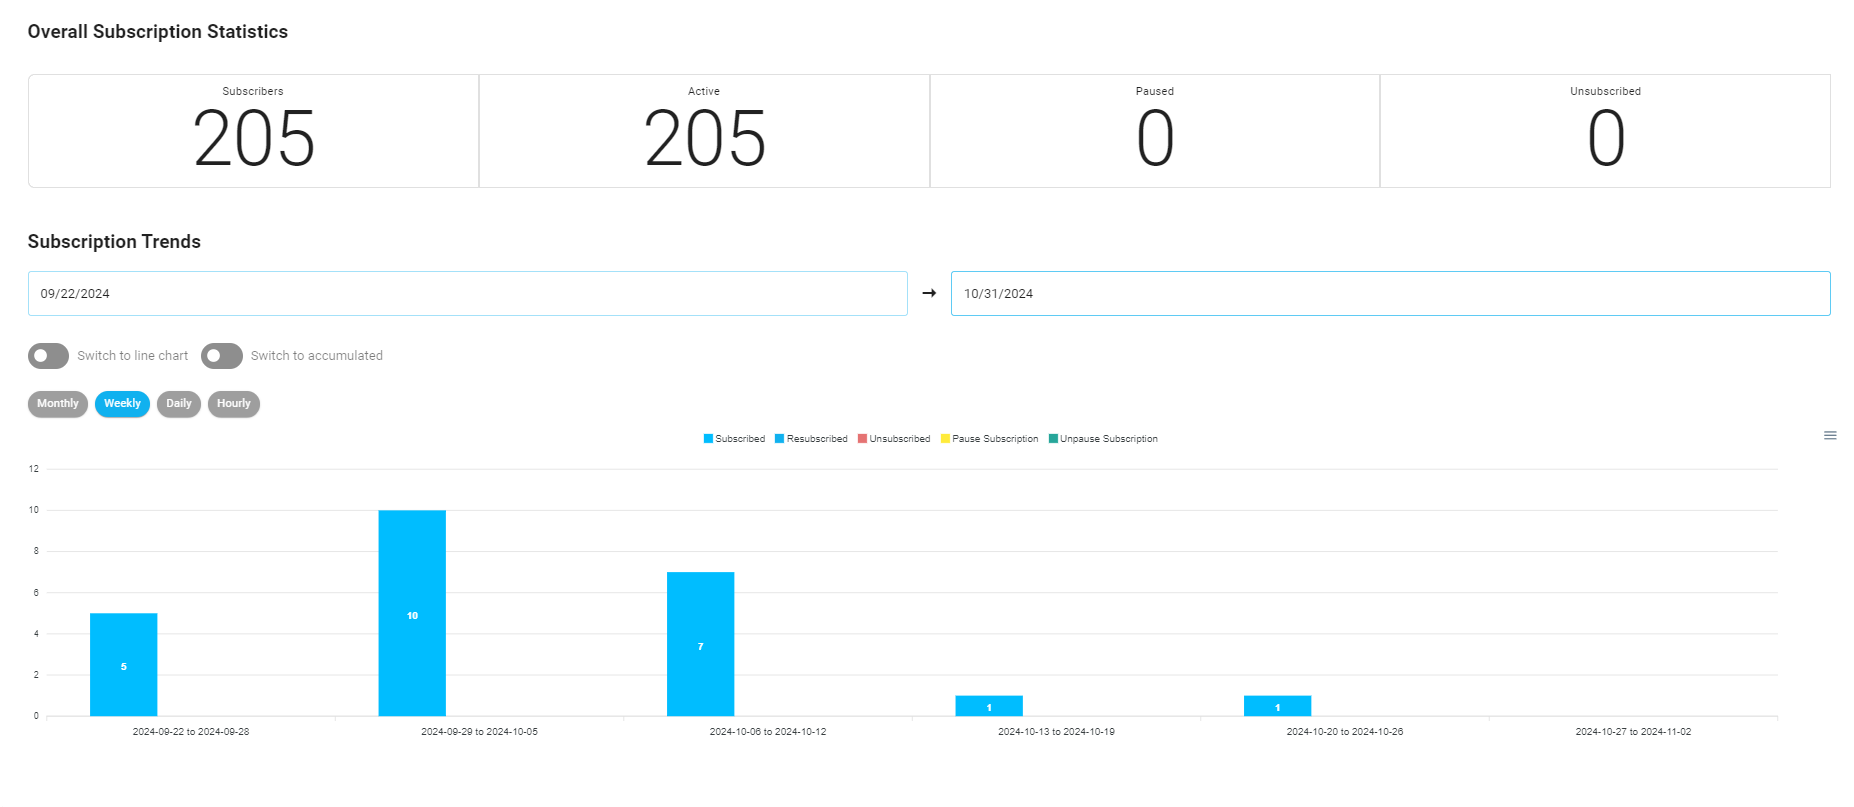 Overall Subscription Statistics
Subscribers Active Paused Unsubscribed
205 205 0 0
Subscription Trends
09/22/2024 → 10/31/2024
Switch to line chart Switch to accumulated
Monthly Weekly Daily Hourly
Subscribed Resubscribed Unsubscribed Pause Subscription Unpause Subscription
12
10
8
6
4
2
0
5 10 7 1 1
2024-09-22 to 2024-09-28 2024-09-29 to 2024-10-05 2024-10-06 to 2024-10-12 2024-10-13 to 2024-10-19 2024-10-20 to 2024-10-26 2024-10-27 to 2024-11-02